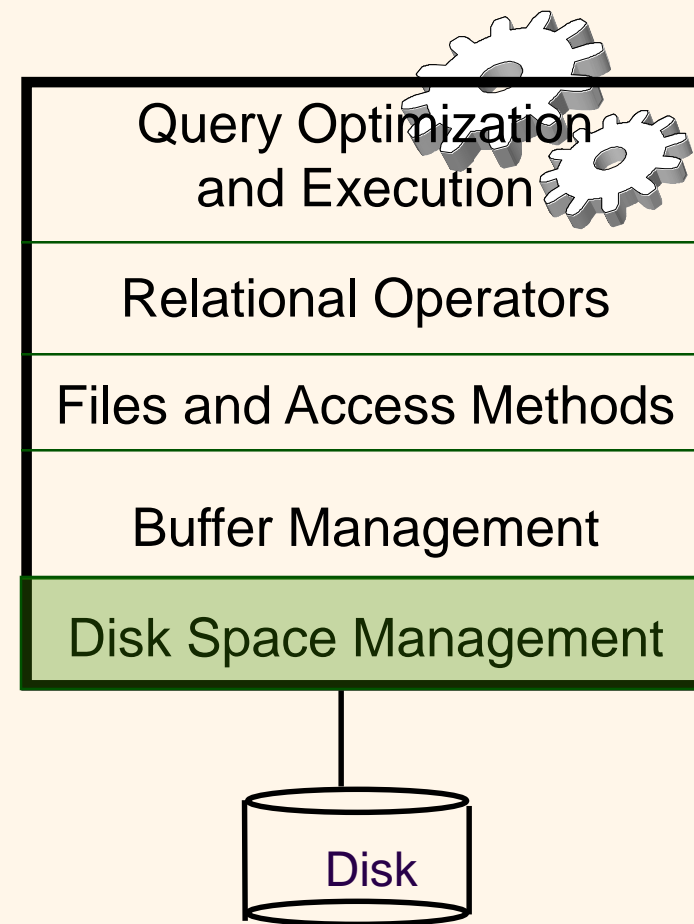 Query Optimization
and Execution
Relational Operators
Files and Access Methods
Buffer Management
Disk Space Management
Disk